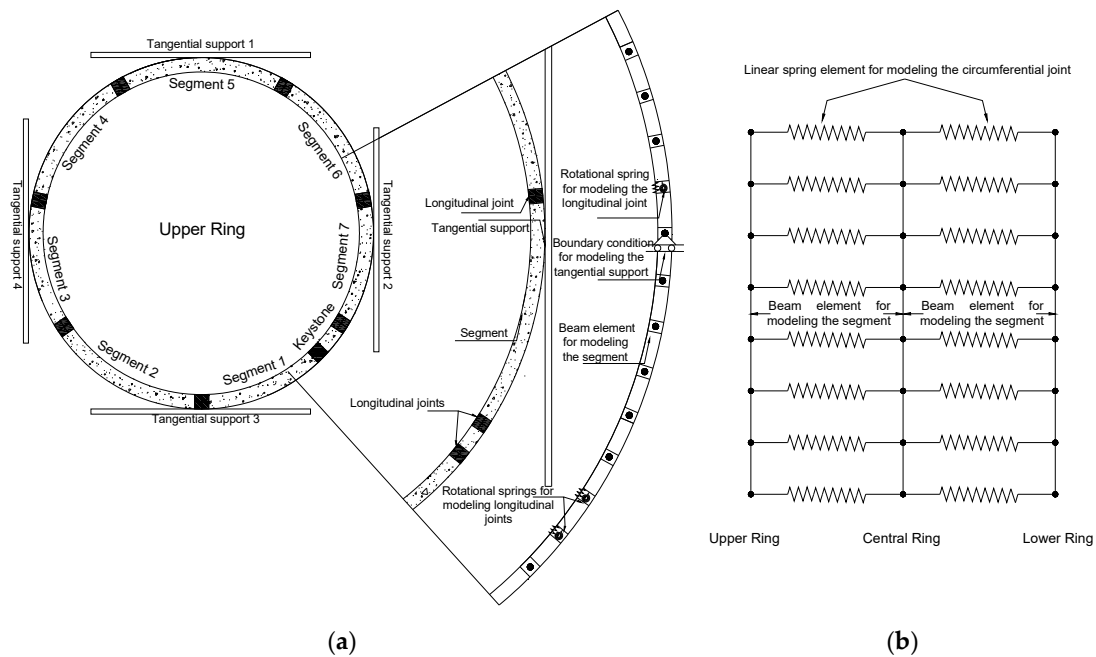 Tangential support 1
Segment 5
Segment 4
Segment 6
Tangential support 4
Upper Ring
Segment 3
Segment 7
Tangential support 2
Keystone
Segment 2
Segment 1
Tangential support 3
Longitudinal joint
Tangential support
Segment
Longitudinal joints
Rotational spring
for modeling the
longitudinal joint
Boundary condition
for modeling the
tangential support
Beam element
for modeling
the segment
Rotational springs for
modeling longitudinal
joints
(a)
Linear spring element for modeling the circumferential joint
Beam element for
modeling the segment
Beam element for
modeling the segment
Upper Ring
Central Ring
Lower Ring
(b)